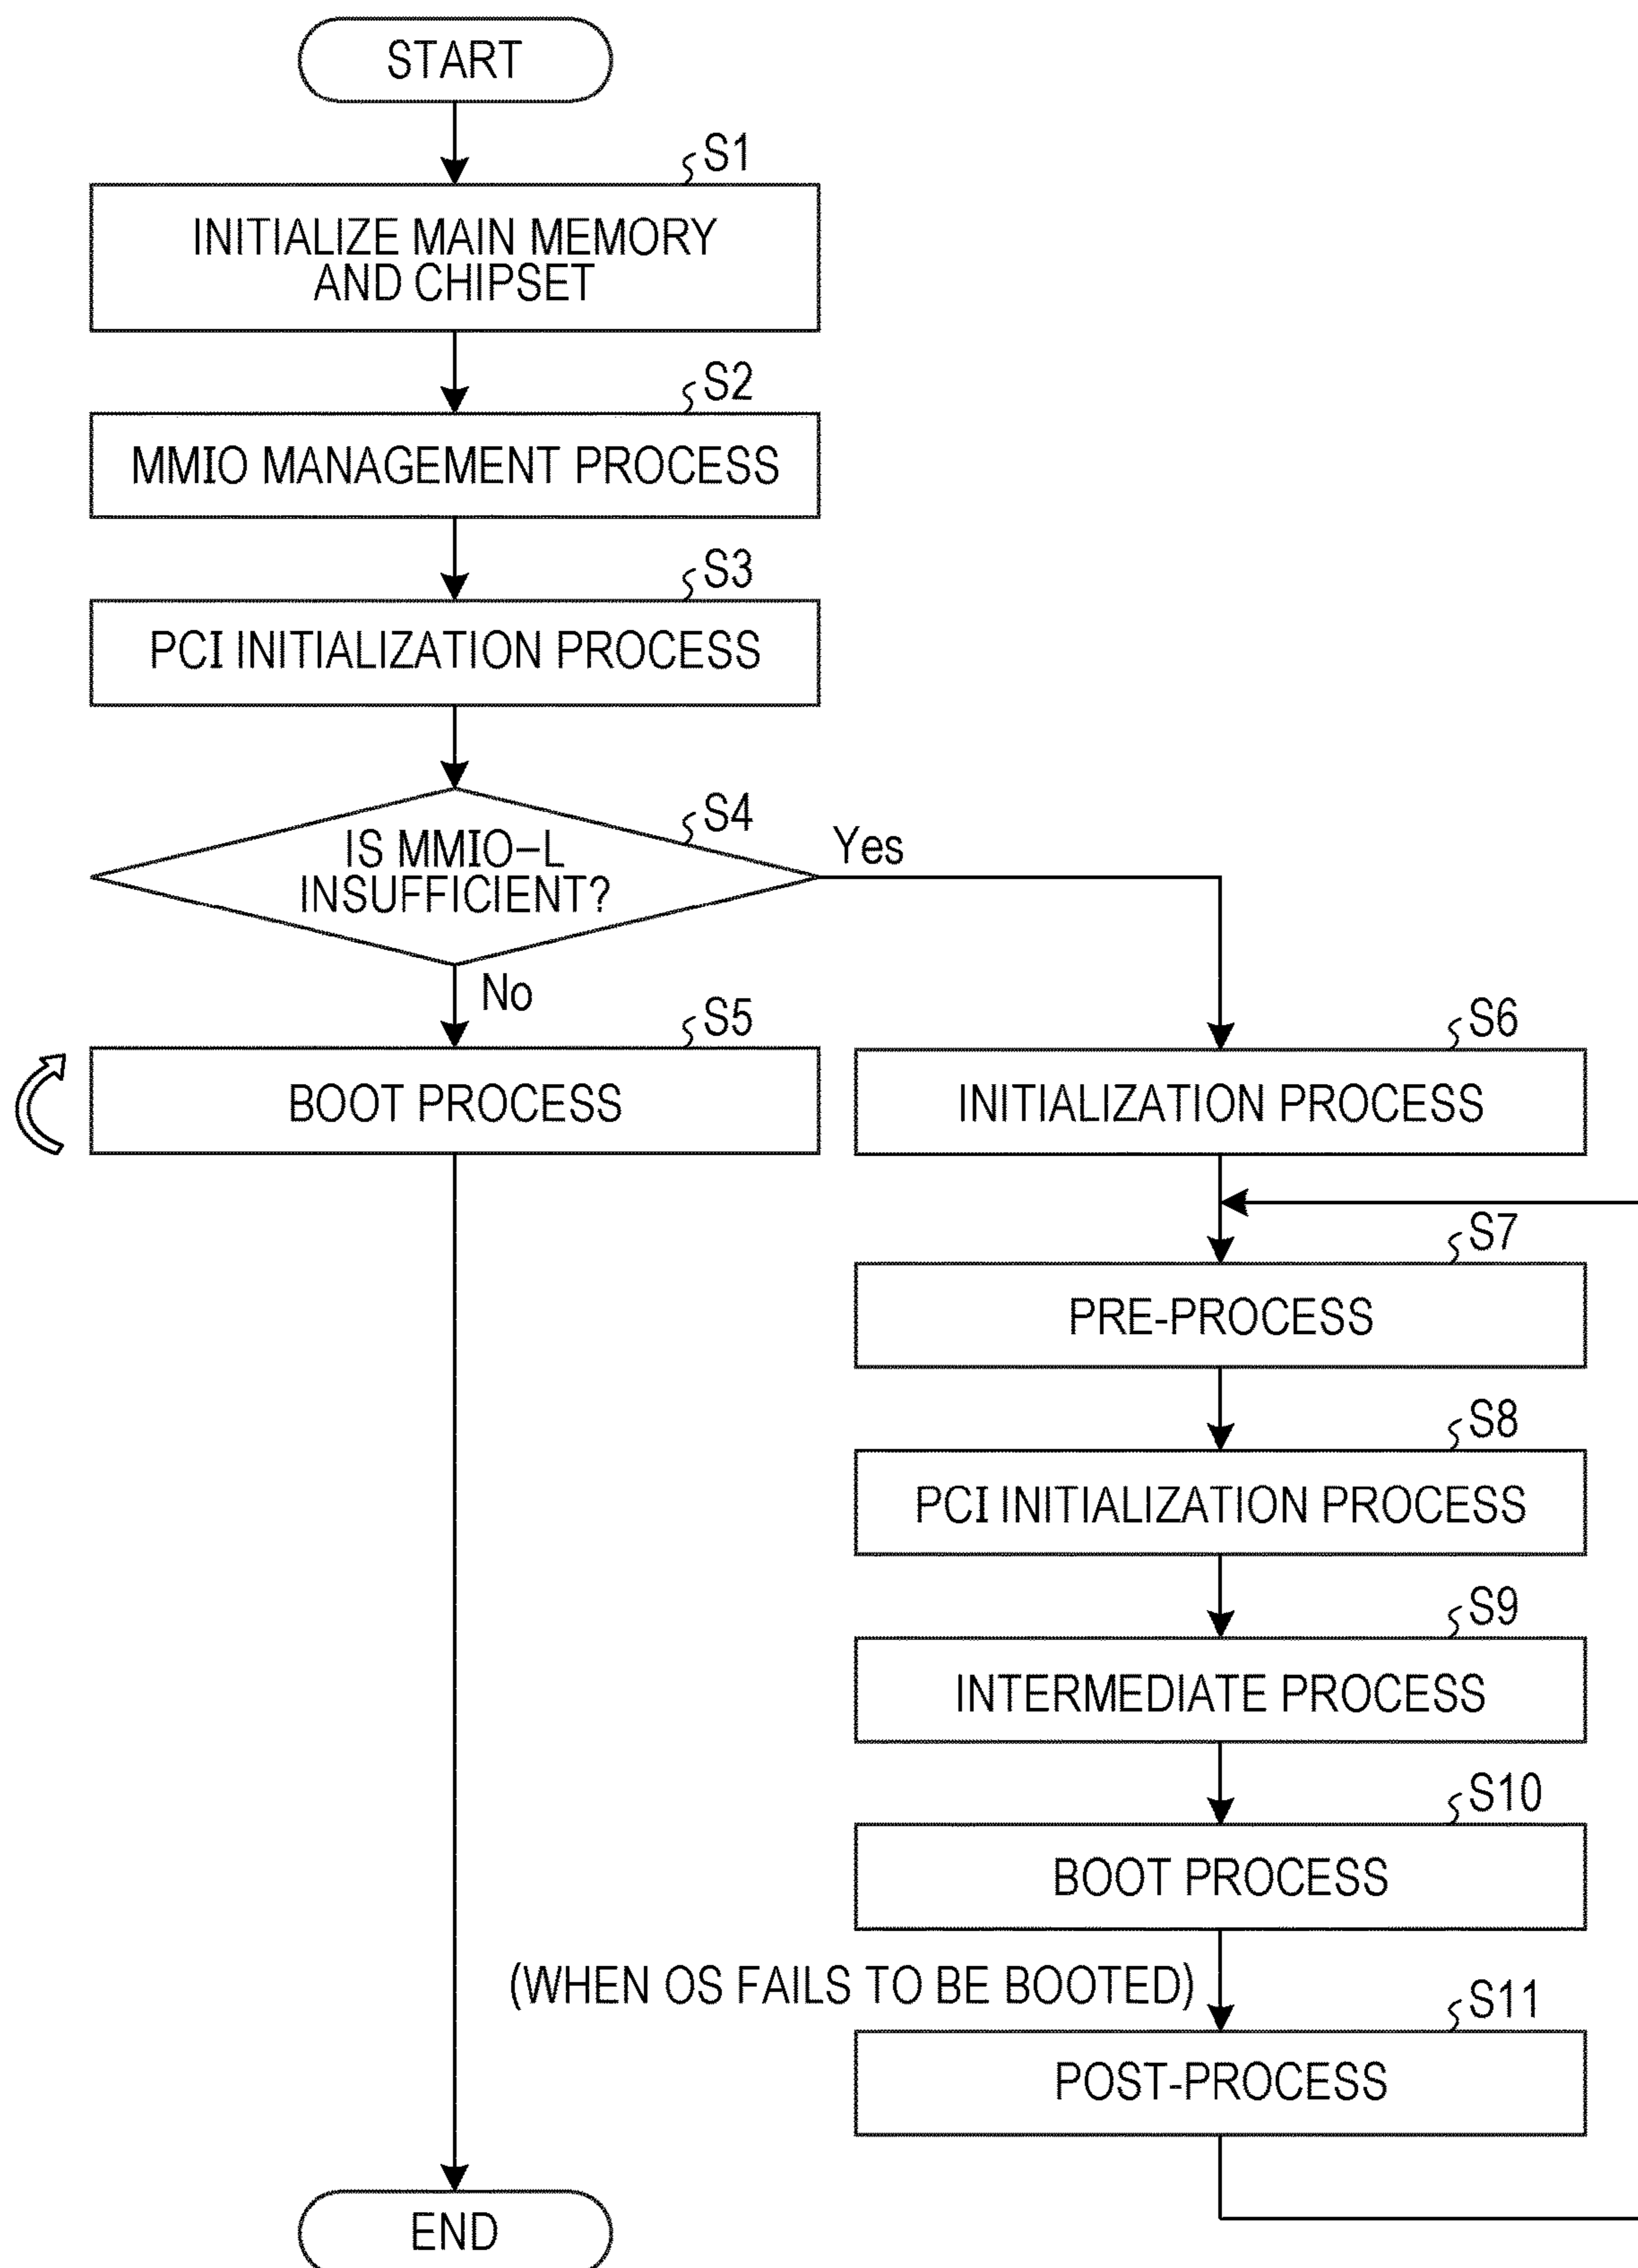 START
S1
INITIALIZE MAIN MEMORY
AND CHIPSET
S2
MMIO MANAGEMENT PROCESS
S3
PCI INITIALIZATION PROCESS
S4
IS MMIO–L
INSUFFICIENT?
Yes
No
S5
BOOT PROCESS
S6
INITIALIZATION PROCESS
S7
PRE-PROCESS
S8
PCI INITIALIZATION PROCESS
S9
INTERMEDIATE PROCESS
S10
BOOT PROCESS
(WHEN OS FAILS TO BE BOOTED)
S11
POST-PROCESS
END